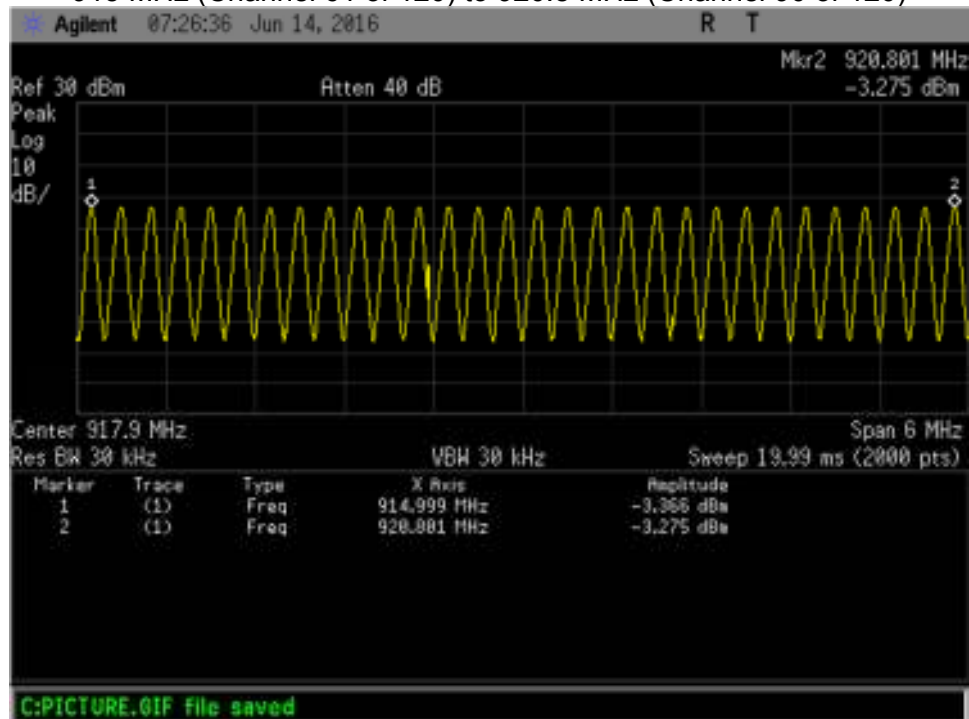 Agilent 07:26:36 Jun 14, 2016 R T
Mkr2 920.801 MHz
Ref 30 dBm Atten 40 dB -3.275 dBm
Peak
Log
10
dB/
1 2
Center 917.9 MHz Span 6 MHz
Res BW 30 kHz VBW 30 kHz Sweep 19.99 ms (2000 pts)
Marker Trace Type X Axis Amplitude
1 (1) Freq 914.999 MHz -3.366 dBm
2 (1) Freq 920.801 MHz -3.275 dBm
C:PICTURE.GIF file saved